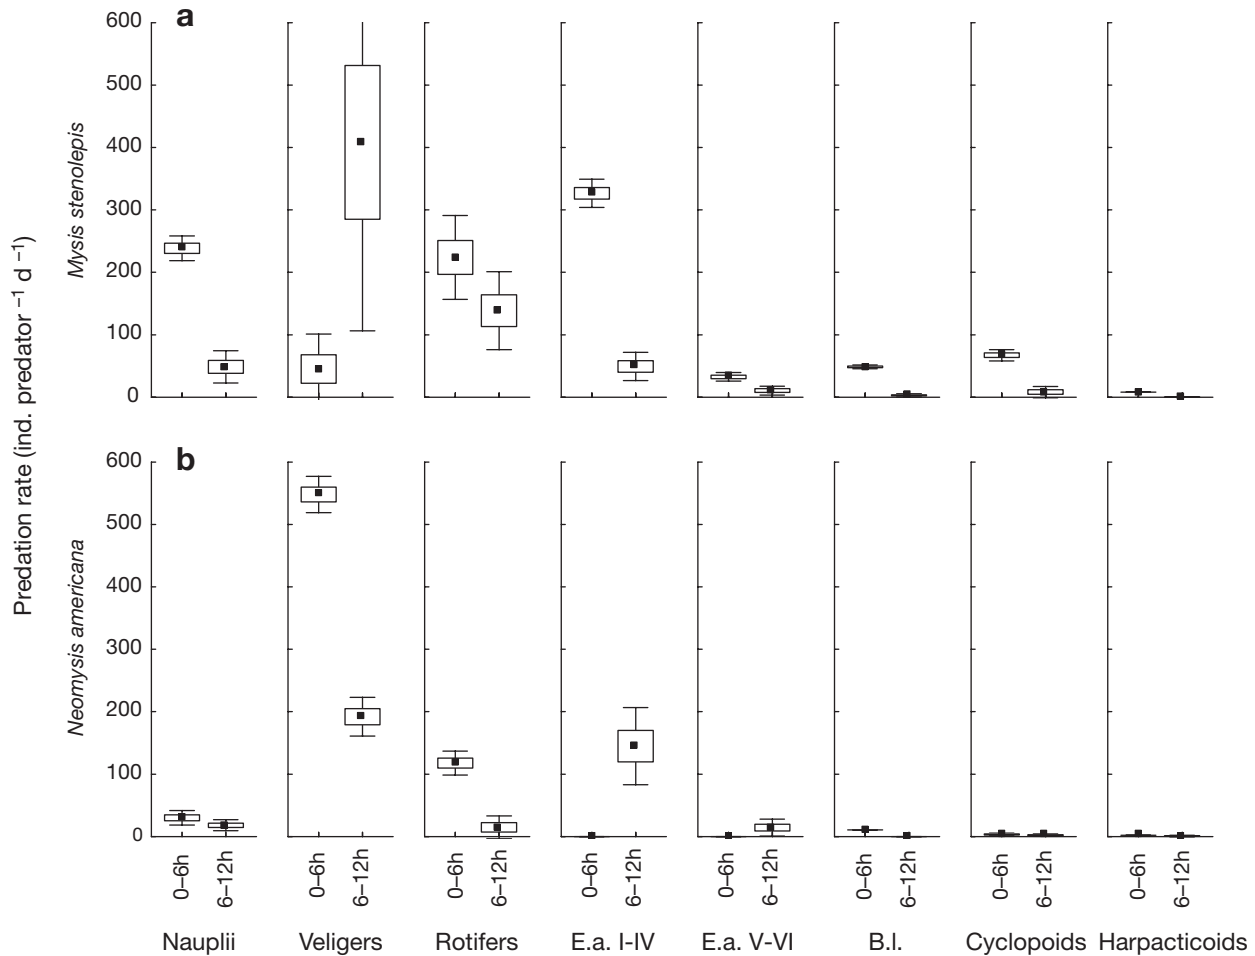 Predation rate (ind. predator ⁻¹ d ⁻¹)
a
Mysis stenolepis
600
500
400
300
200
100
0
b
Neomysis americana
600
500
400
300
200
100
0
0–6h 6–12h 0–6h 6–12h 0–6h 6–12h 0–6h 6–12h 0–6h 6–12h 0–6h 6–12h 0–6h 6–12h 0–6h 6–12h
Nauplii Veligers Rotifers E.a. I-IV E.a. V-VI B.l. Cyclopoids Harpacticoids